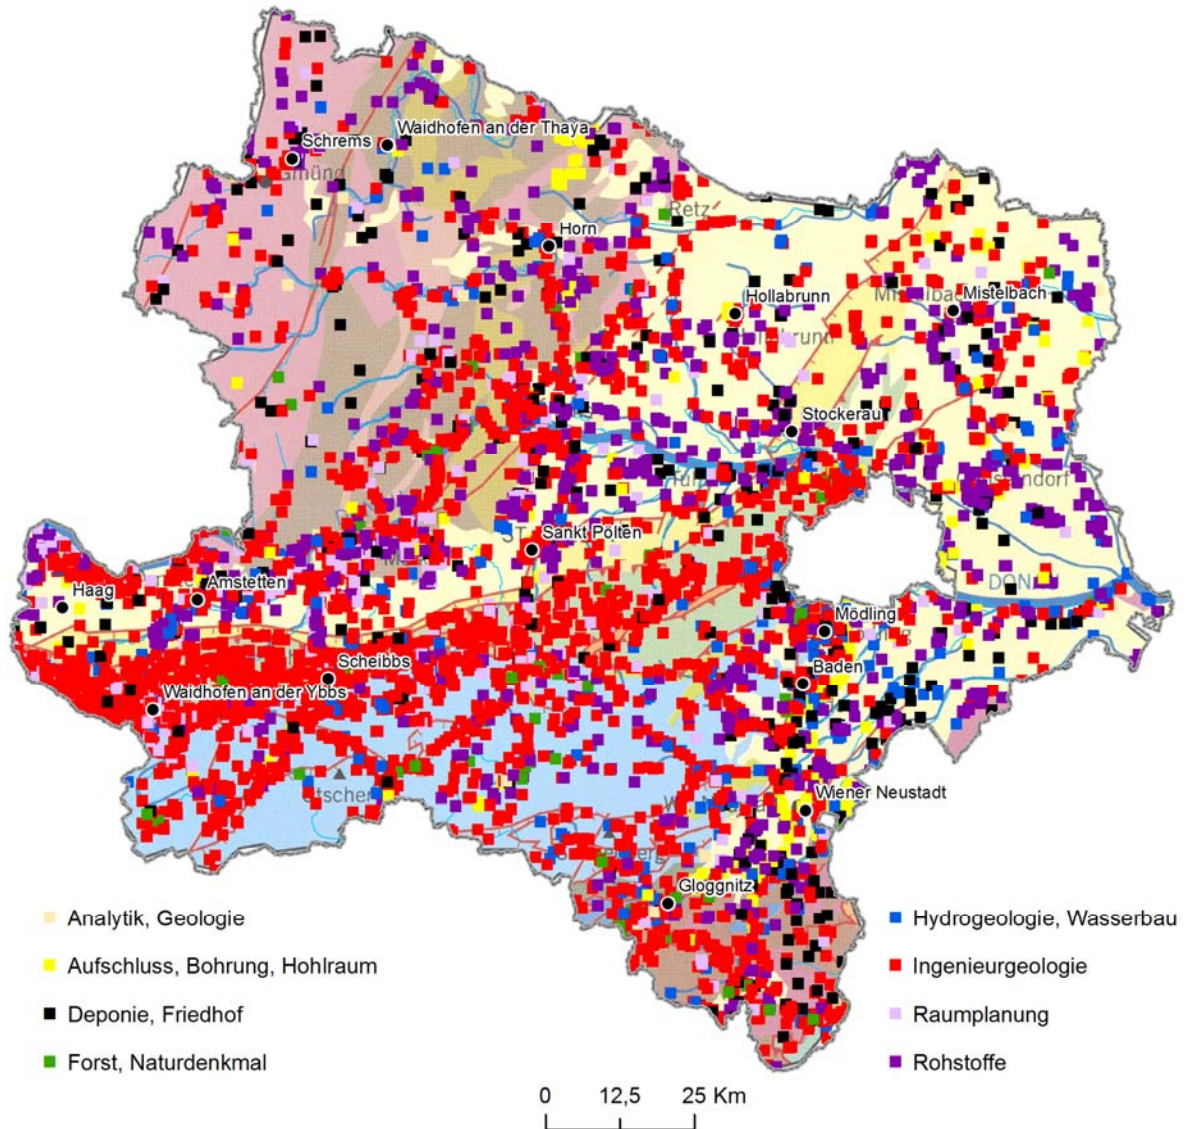 Waidhofen an der Thaya
Schrems
Gmünd
Retz
Horn
Mistelbach
Hollabrunn
Stockerau
Sankt Pölten
Haag
Amstetten
Mödling
Scheibbs
Baden
Waidhofen an der Ybbs
Ötscher
Wiener Neustadt
Gloggnitz
Analytik, Geologie
Aufschluss, Bohrung, Hohlraum
Deponie, Friedhof
Forst, Naturdenkmal
Hydrogeologie, Wasserbau
Ingenieurgeologie
Raumplanung
Rohstoffe
0 12,5 25 Km